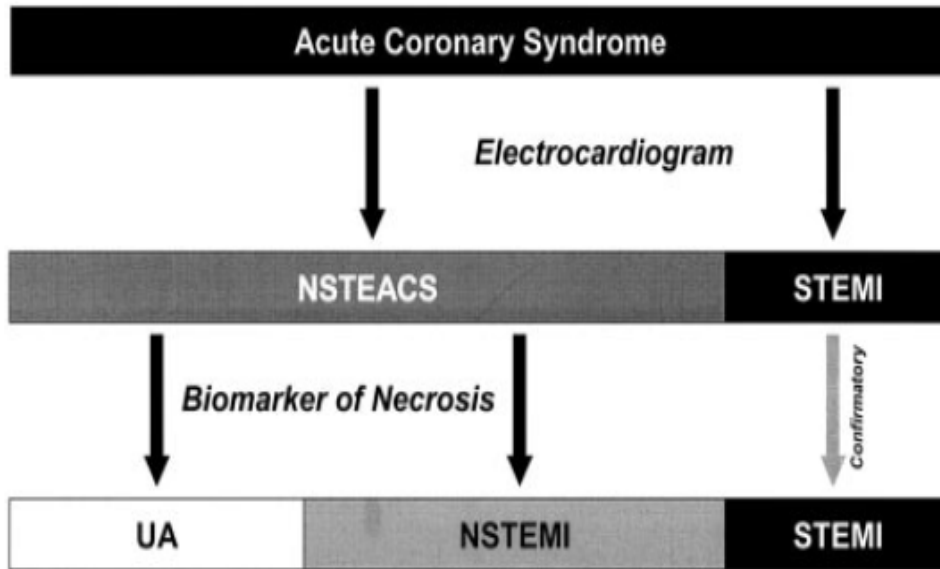 Acute Coronary Syndrome
Electrocardiogram
NSTEACS
STEMI
Biomarker of Necrosis
Confirmatory
UA
NSTEMI
STEMI